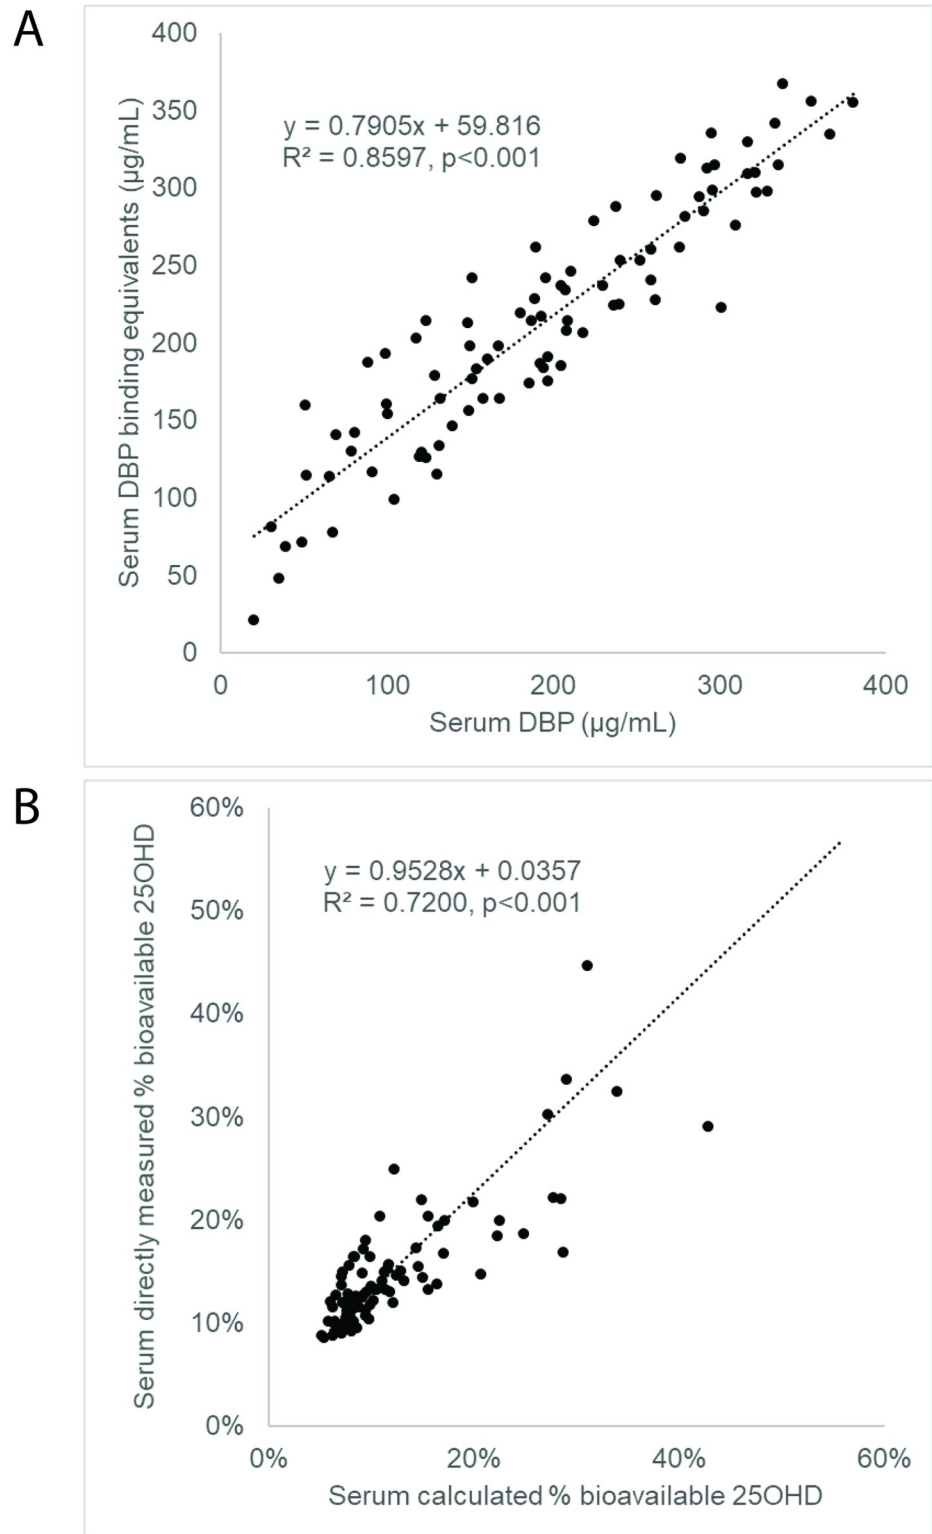 A
400
350
300
250
200
150
100
50
0
Serum DBP binding equivalents (µg/mL)
y = 0.7905x + 59.816
R² = 0.8597, p<0.001
0 100 200 300 400
Serum DBP (µg/mL)
B
60%
50%
40%
30%
20%
10%
0%
Serum directly measured % bioavailable 25OHD
y = 0.9528x + 0.0357
R² = 0.7200, p<0.001
0% 20% 40% 60%
Serum calculated % bioavailable 25OHD